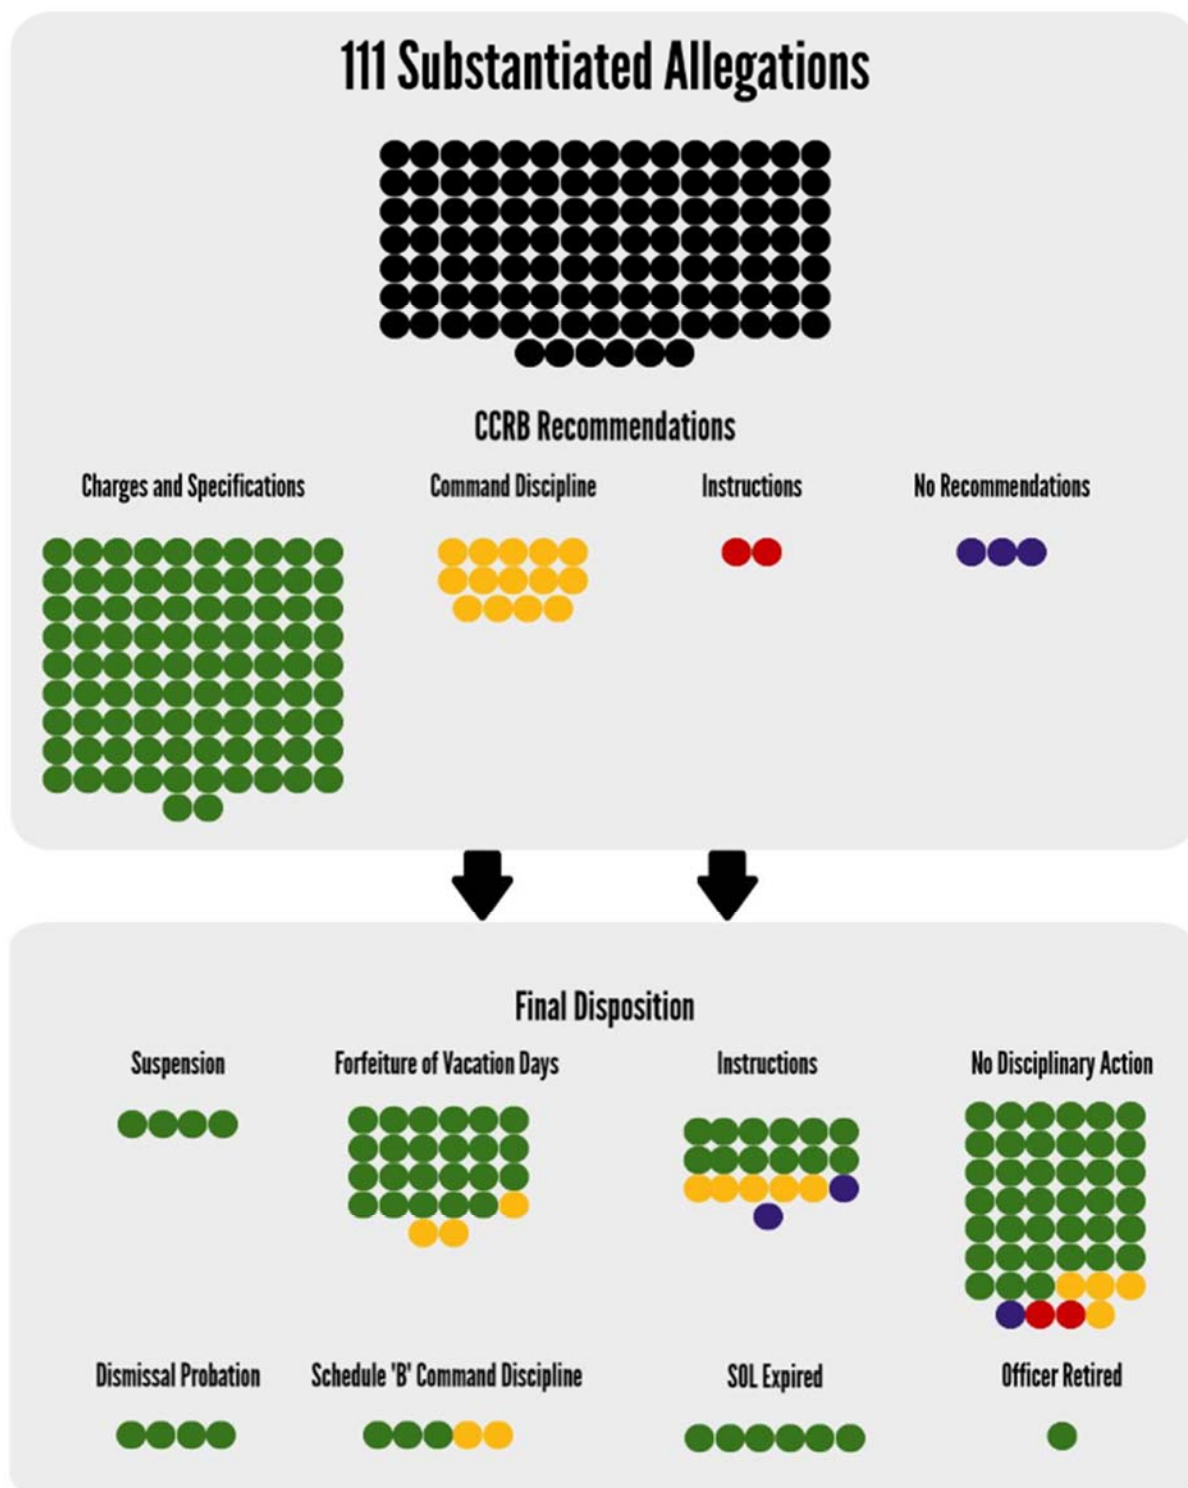 111 Substantiated Allegations
CCRB Recommendations
Charges and Specifications
Command Discipline
Instructions
No Recommendations
Final Disposition
Suspension
Forfeiture of Vacation Days
Instructions
No Disciplinary Action
Dismissal Probation
Schedule 'B' Command Discipline
SOL Expired
Officer Retired